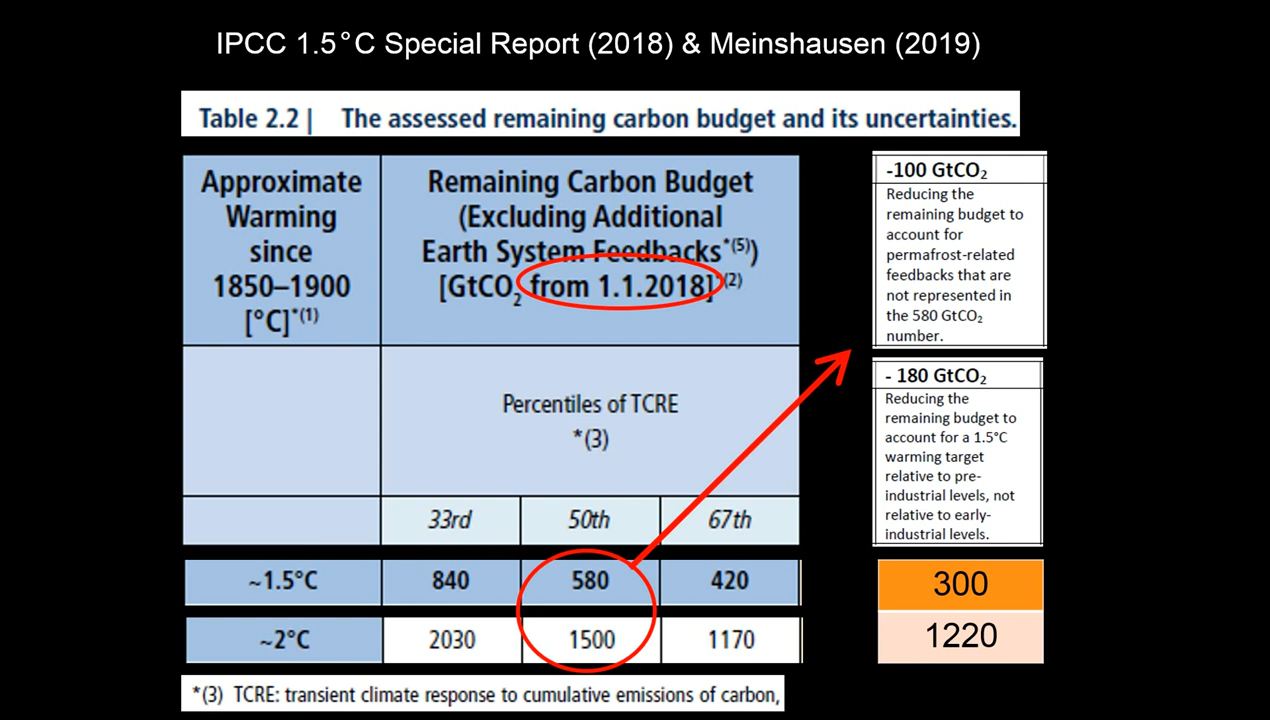 IPCC 1.5°C Special Report (2018) & Meinshausen (2019)
Table 2.2 | The assessed remaining carbon budget and its uncertainties.
Approximate
Warming
since
1850–1900
[°C]*(1)
Remaining Carbon Budget
(Excluding Additional
Earth System Feedbacks*(5))
[GtCO2 from 1.1.2018]*(2)
Percentiles of TCRE
*(3)
33rd 50th 67th
~1.5°C 840 580 420
~2°C 2030 1500 1170
*(3) TCRE: transient climate response to cumulative emissions of carbon,
-100 GtCO2
Reducing the
remaining budget to
account for
permafrost-related
feedbacks that are
not represented in
the 580 GtCO2
number.
- 180 GtCO2
Reducing the
remaining budget to
account for a 1.5°C
warming target
relative to pre-
industrial levels, not
relative to early-
industrial levels.
300
1220